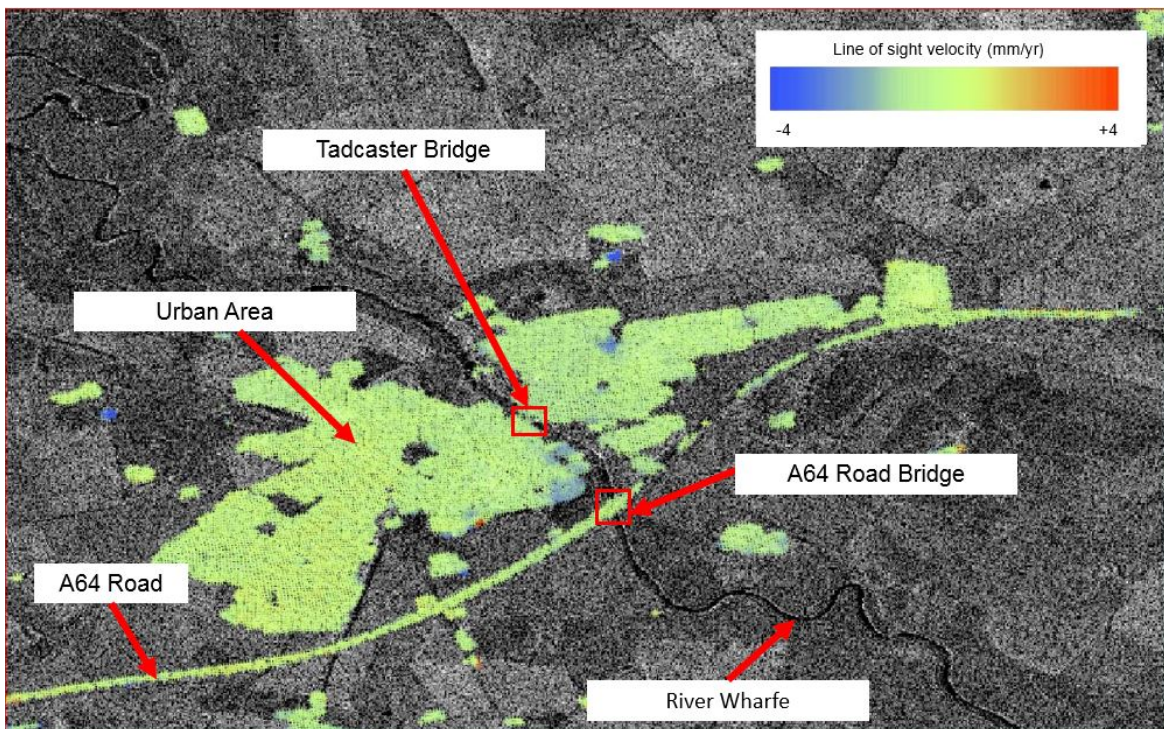 Line of sight velocity (mm/yr)
-4
+4
Tadcaster Bridge
Urban Area
A64 Road Bridge
A64 Road
River Wharfe